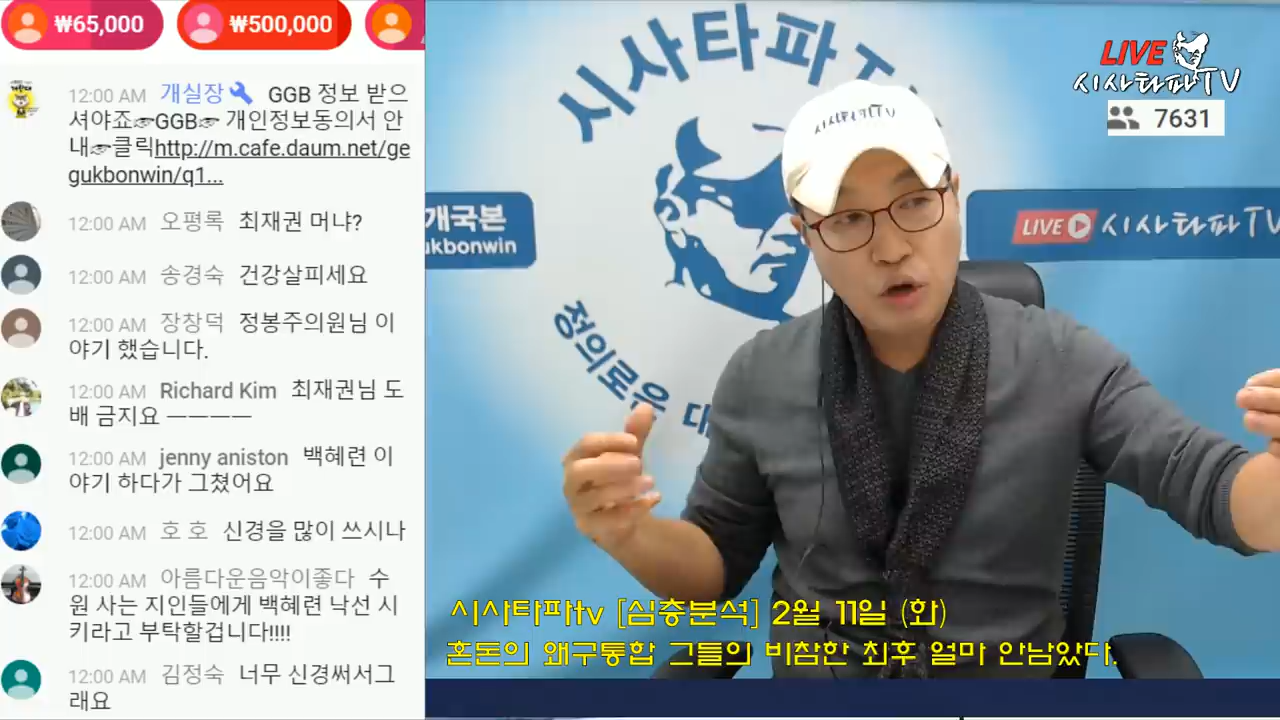 ₩65,000
₩500,000
12:00 AM 개실장 GGB 정보 받으
셔야죠☞GGB☞ 개인정보동의서 안
내☞클릭http://m.cafe.daum.net/ge
gukbonwin/q1...
12:00 AM 오평록 최재권 머냐?
12:00 AM 송경숙 건강살피세요
12:00 AM 장창덕 정봉주의원님 이
야기 했습니다.
12:00 AM Richard Kim 최재권님 도
배 금지요 ㅡㅡㅡㅡ
12:00 AM jenny aniston 백혜련 이
야기 하다가 그쳤어요
12:00 AM 호 호 신경을 많이 쓰시나
12:00 AM 아름다운음악이좋다 수
원 사는 지인들에게 백혜련 낙선 시
키라고 부탁할겁니다!!!!
12:00 AM 김정숙 너무 신경써서그
래요
시사타파T
LIVE
시사타파TV
7631
시사타파TV
개국본
ukbonwin
LIVE 시사타파TV
정의로운 대
시사타파tv [심층분석] 2월 11일 (화)
혼돈의 왜구통합 그들의 비참한 최후 얼마 안남았다.